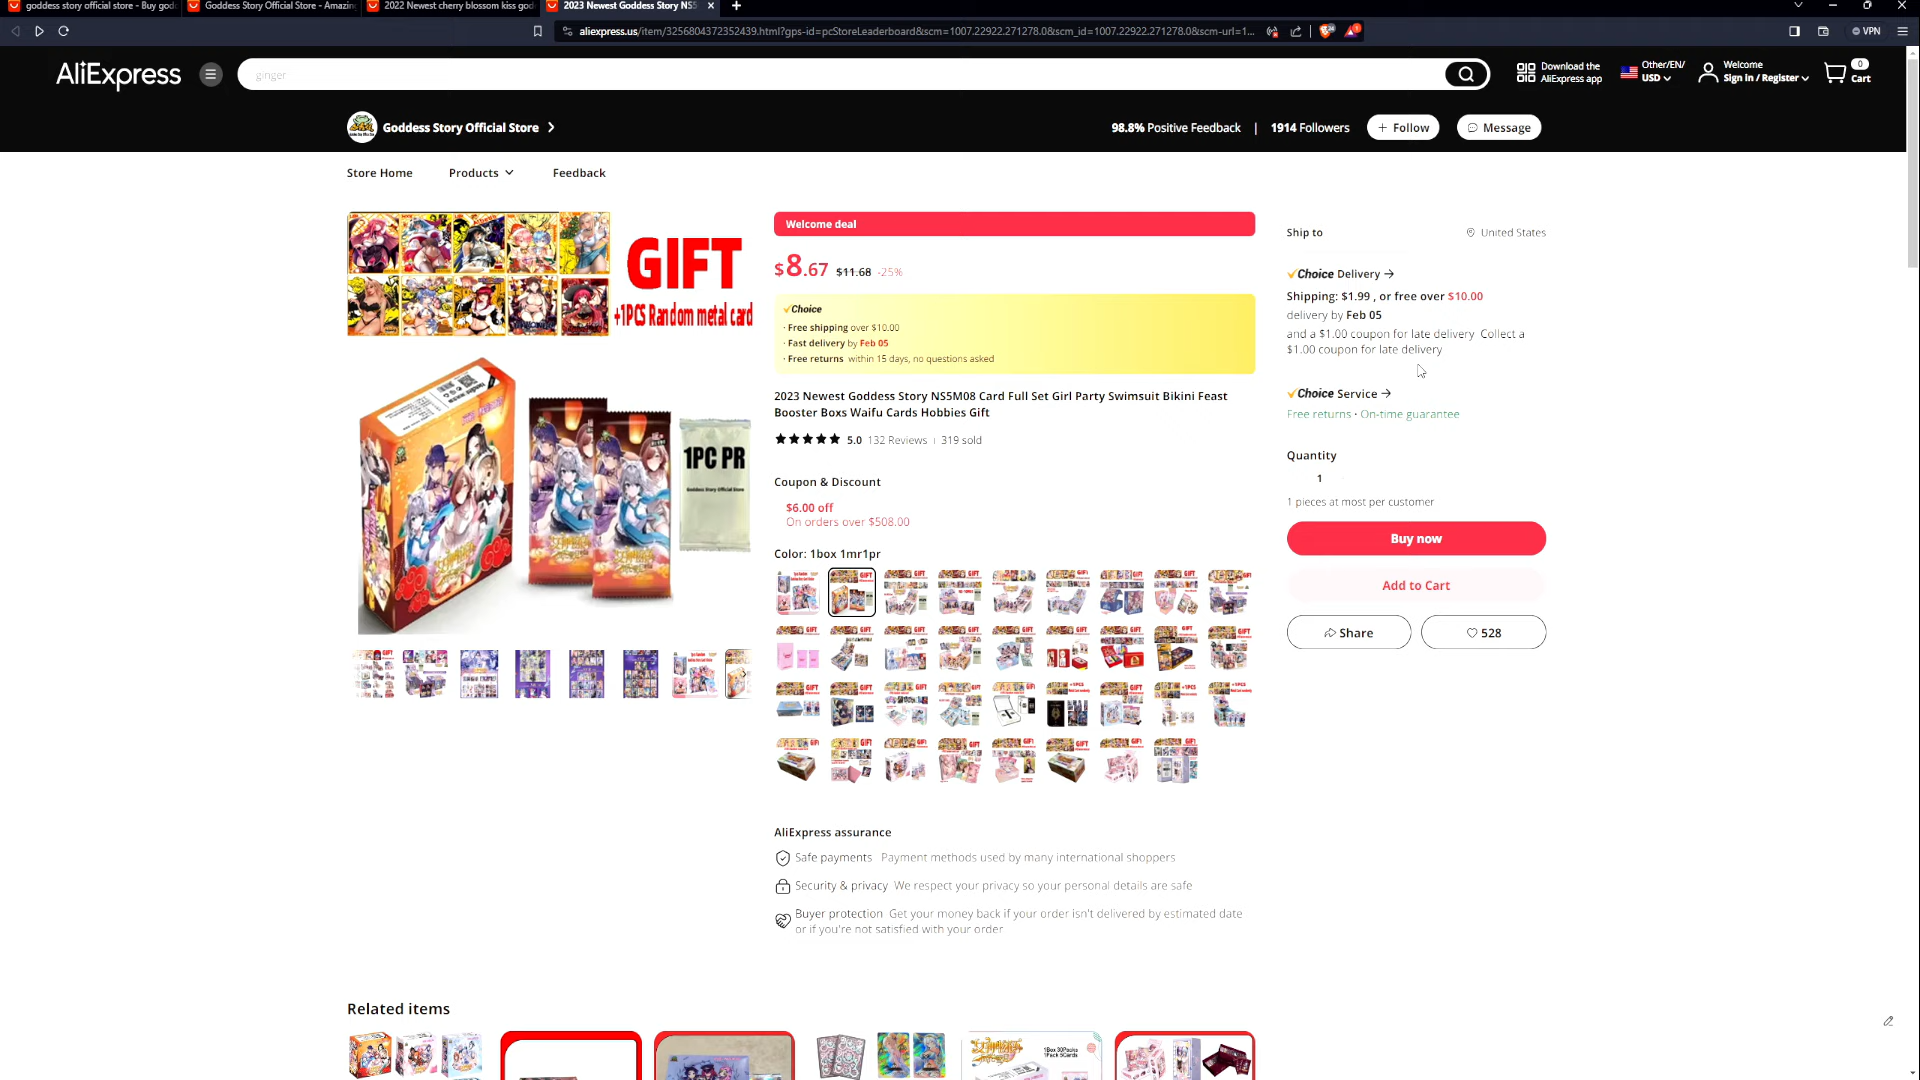 goddess story official store - Buy god
Goddess Story Official Store - Amazin
2022 Newest cherry blossom kiss god
2023 Newest Goddess Story NS5
aliexpress.us/item/3256804372352439.html?gps-id=pcStoreLeaderboard&scm=1007.22922.271278.0&scm_id=1007.22922.271278.0&scm-url=1...
VPN
AliExpress
ginger
Download the
AliExpress app
Other/EN/
USD
Welcome
Sign in / Register
0
Cart
Goddess Story Official Store
98.8% Positive Feedback | 1914 Followers
+ Follow
Message
Store Home
Products
Feedback
GIFT
+1PCS Random metal card
1PC PR
Goddess Story Official Store
Welcome deal
$8.67 $11.68 -25%
Choice
· Free shipping over $10.00
· Fast delivery by Feb 05
· Free returns within 15 days, no questions asked
2023 Newest Goddess Story NS5M08 Card Full Set Girl Party Swimsuit Bikini Feast
Booster Boxs Waifu Cards Hobbies Gift
5.0 132 Reviews | 319 sold
Coupon & Discount
$6.00 off
On orders over $508.00
Color: 1box 1mr1pr
AliExpress assurance
Safe payments Payment methods used by many international shoppers
Security & privacy We respect your privacy so your personal details are safe
Buyer protection Get your money back if your order isn't delivered by estimated date
or if you're not satisfied with your order
Ship to
United States
Choice Delivery
Shipping: $1.99 , or free over $10.00
delivery by Feb 05
and a $1.00 coupon for late delivery Collect a
$1.00 coupon for late delivery
Choice Service
Free returns • On-time guarantee
Quantity
1
1 pieces at most per customer
Buy now
Add to Cart
Share
528
Related items
1Box 30Packs
1Pack 5Cards